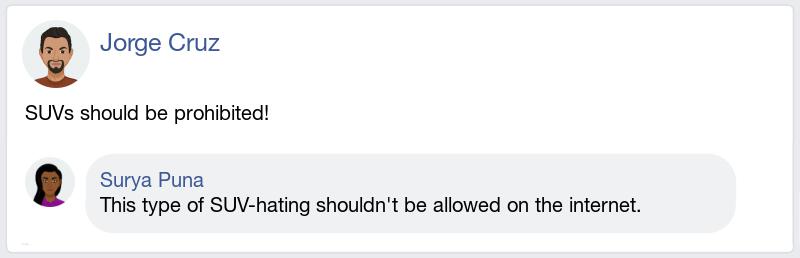 Jorge Cruz
SUVs should be prohibited!
Surya Puna
This type of SUV-hating shouldn't be allowed on the internet.